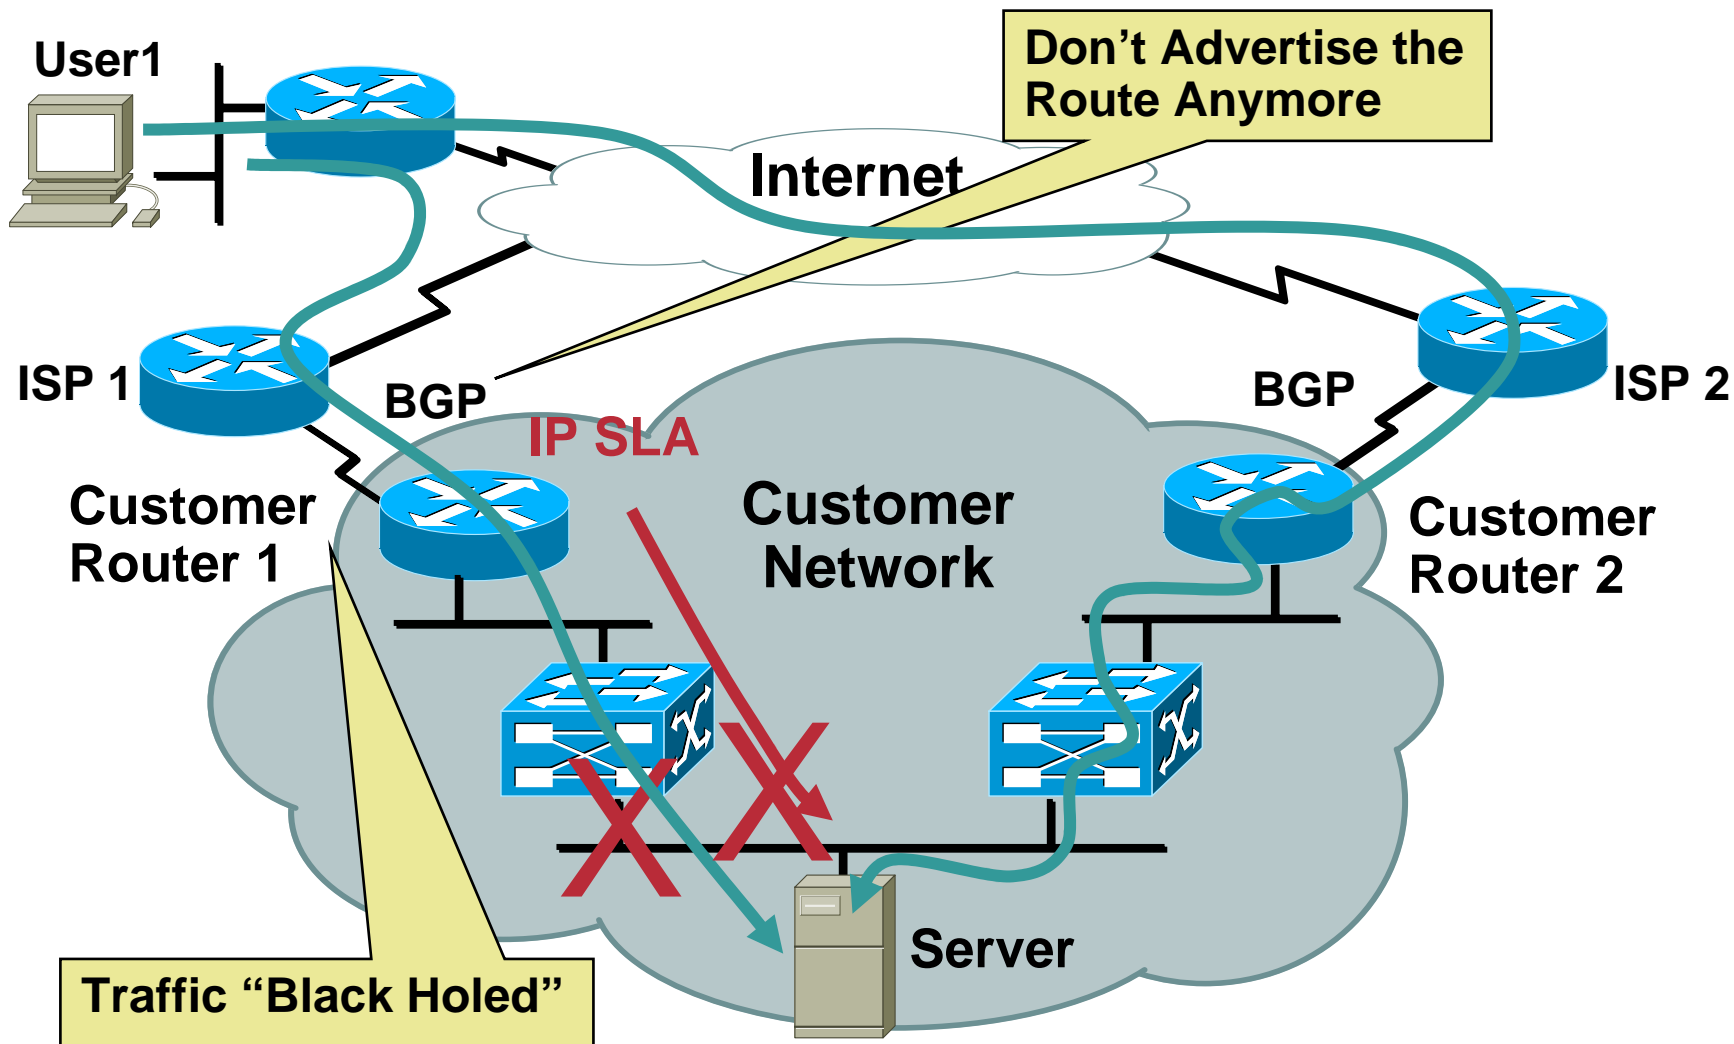 User1
Don’t Advertise the
Route Anymore
Internet
ISP 1
BGP
BGP
ISP 2
IP SLA
Customer
Router 1
Customer
Network
Customer
Router 2
Server
Traffic “Black Holed”